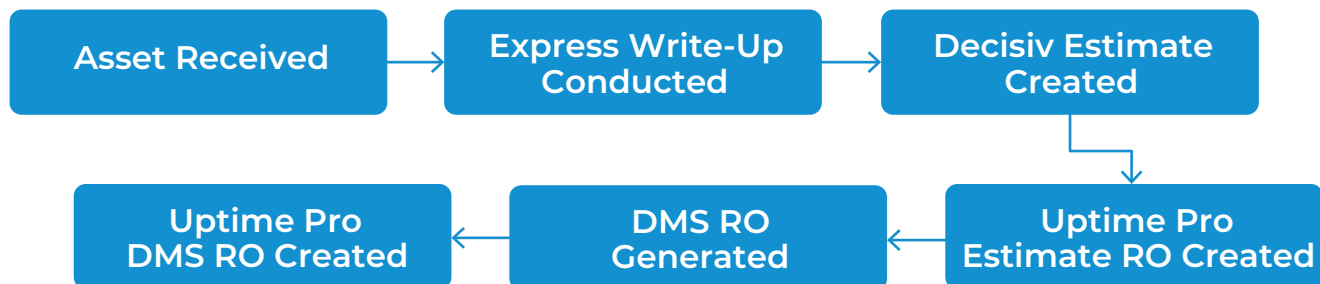 Asset Received
Express Write-Up
Conducted
Decisiv Estimate
Created
Uptime Pro
Estimate RO Created
DMS RO
Generated
Uptime Pro
DMS RO Created